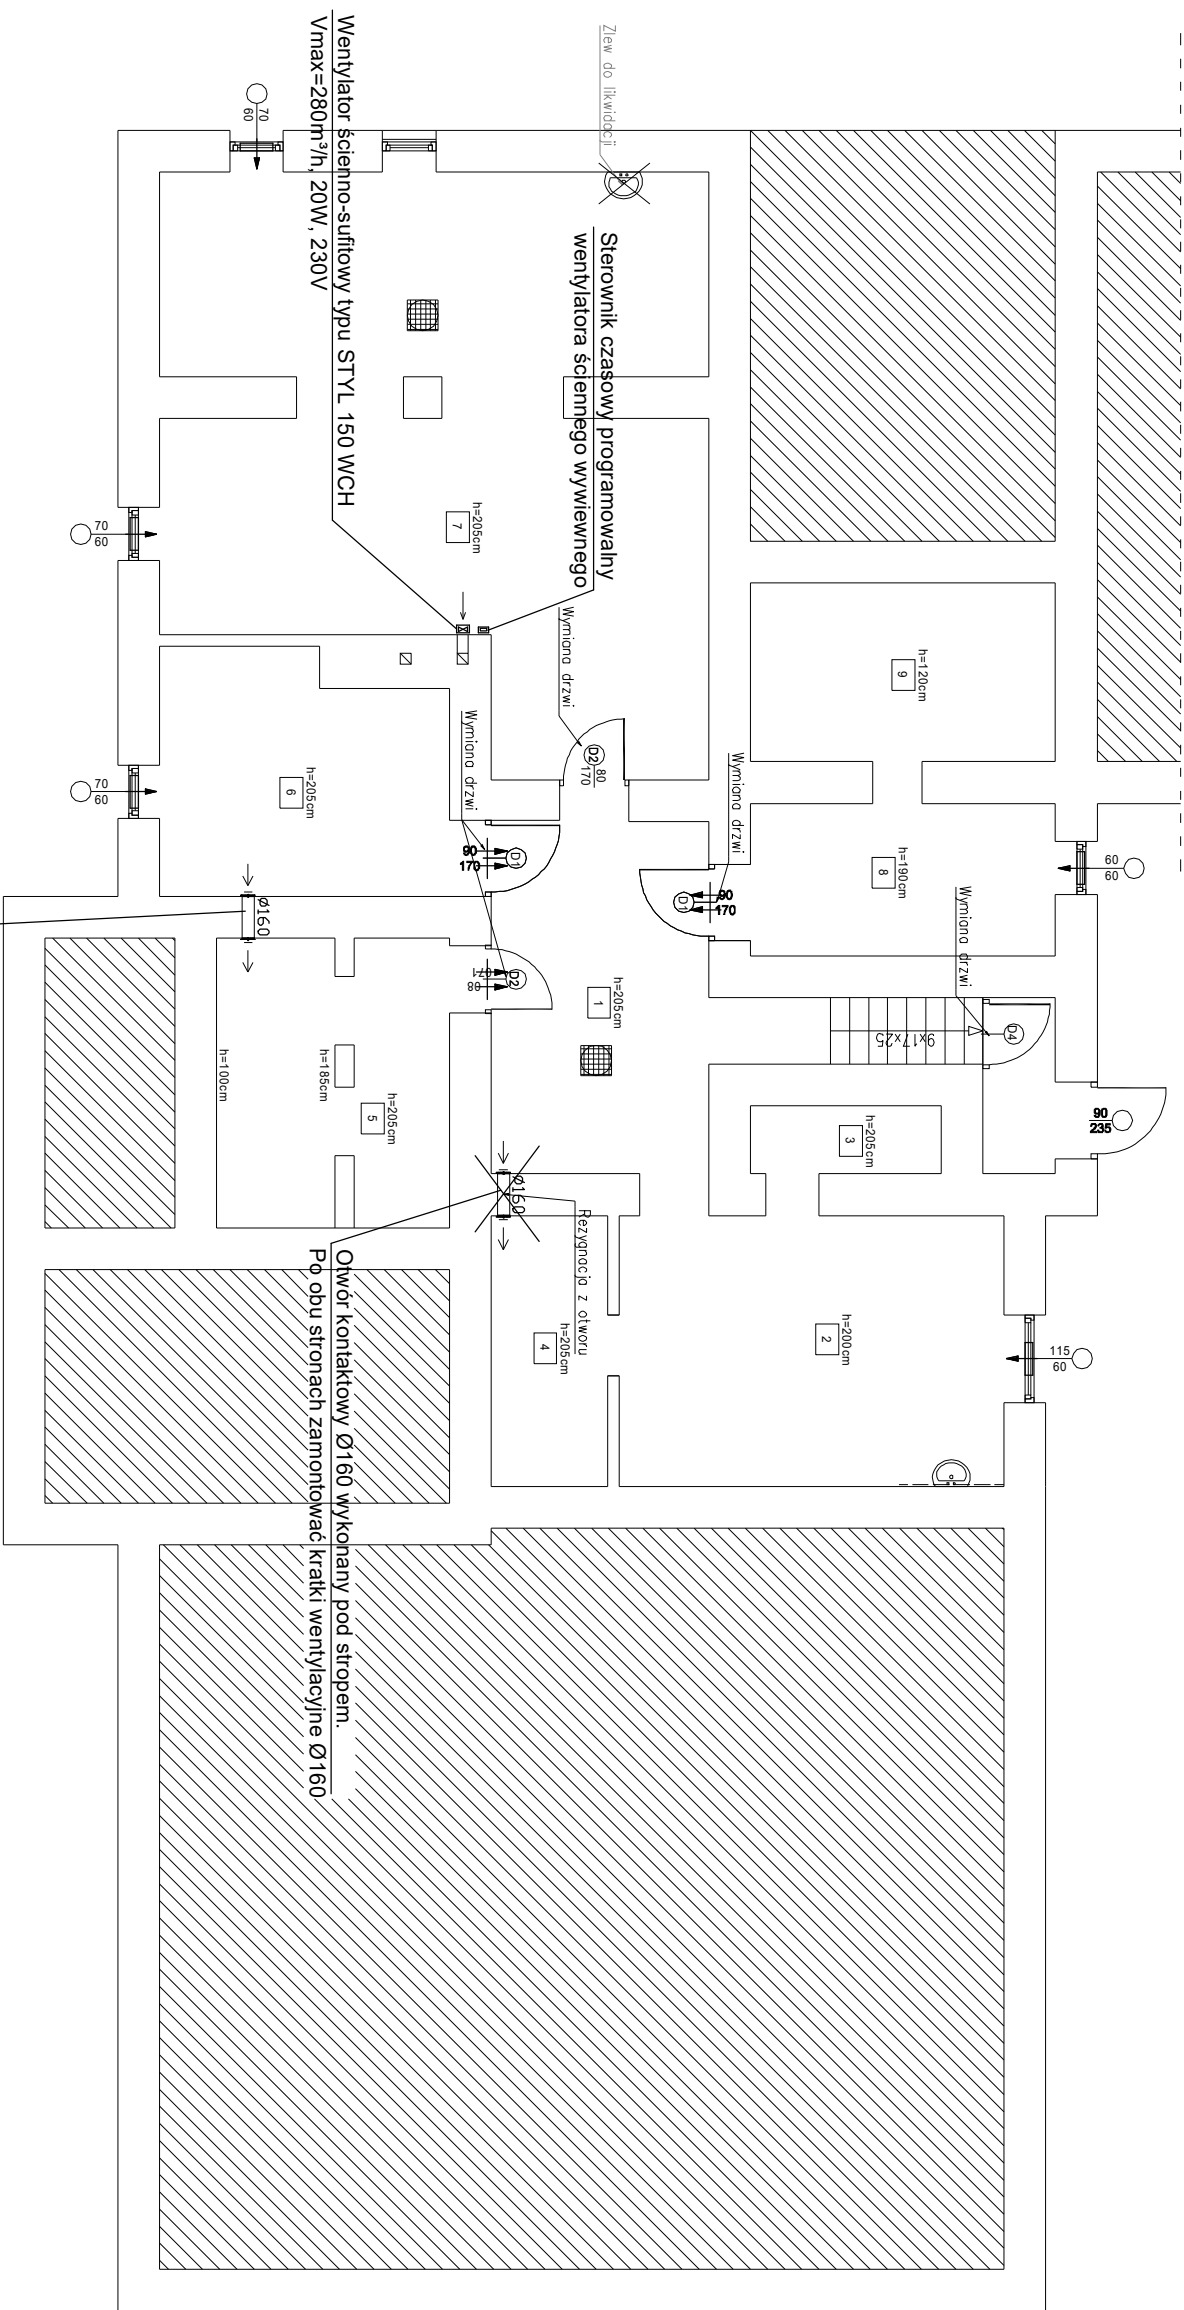 Zlew do likwidacji
Wentylator ścienno-sufitowy typu STYL 150 WCH
Vmax=280m³/h, 20W, 230V
Sterownik czasowy programowalny
wentylatora ściennego wywiewnego
70
60
70
60
70
60
h=205cm
7
Wymiana drzwi
D2
80
170
Wymiana drzwi
h=205cm
6
90
170
D1
Wymiana drzwi
90
170
D1
h=120cm
9
h=190cm
8
60
60
Wymiana drzwi
D4
9x17x25
90
235
Ø160
80
170
D2
h=205cm
1
h=100cm
h=185cm
h=205cm
5
h=205cm
3
Ø160
Rezygnacja z otworu
h=205cm
4
h=200cm
2
115
60
Otwór kontaktowy Ø160 wykonany pod stropem.
Po obu stronach zamontować kratki wentylacyjne Ø160